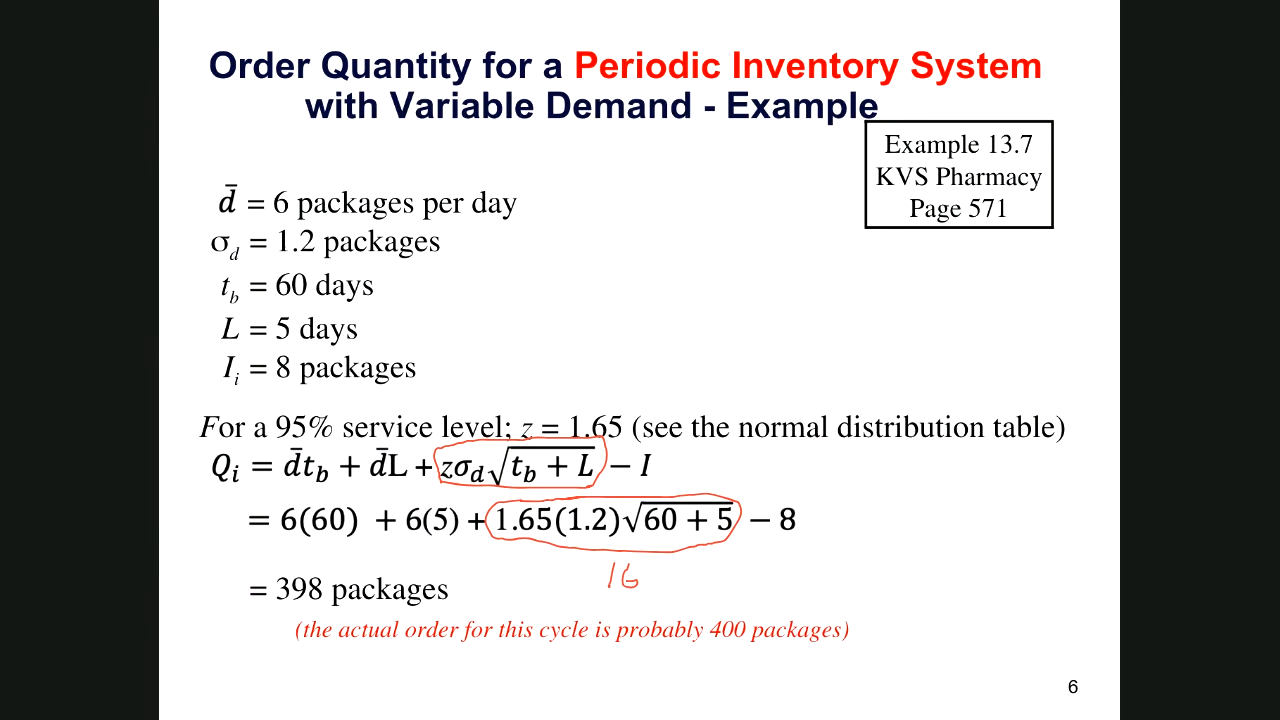 Order Quantity for a Periodic Inventory System
with Variable Demand - Example
Example 13.7
KVS Pharmacy
Page 571
d̄ = 6 packages per day
σd = 1.2 packages
tb = 60 days
L = 5 days
Ii = 8 packages
For a 95% service level; z = 1.65 (see the normal distribution table)
Qi = d̄tb + d̄L + zσd√(tb + L) − I
= 6(60) + 6(5) + 1.65(1.2)√(60 + 5) − 8
16
= 398 packages
(the actual order for this cycle is probably 400 packages)
6